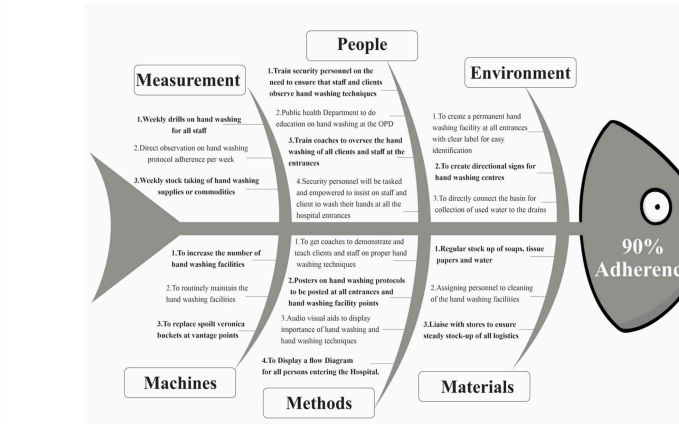 People
1.Train security personnel on the
need to ensure that staff and clients
observe hand washing techniques
2.Public health Department to do
education on hand washing at the OPD
3.Train coaches to oversee the hand
washing of all clients and staff at the
entrances
4.Security personnel will be tasked
and empowered to insist on staff and
client to wash their hands at all the
hospital entrances
Measurement
1.Weekly drills on hand washing
for all staff
2.Direct observation on hand washing
protocol adherence per week
3.Weekly stock taking of hand washing
supplies or commodities
Environment
1.To create a permanent hand
washing facility at all entrances
with clear label for easy
identification
2.To create directional signs for
hand washing centres
3.To directly connect the basin for
collection of used water to the drains
90%
Adherenc
1.To increase the number of
hand washing facilities
2.To routinely maintain the
hand washing facilities
3.To replace spoilt veronica
buckets at vantage points
Machines
1.To get coaches to demonstrate and
teach clients and staff on proper hand
washing techniques
2.Posters on hand washing protocols
to be posted at all entrances and
hand washing facility points
3.Audio visual aids to display
importance of hand washing and
hand washing techniques
4.To Display a flow Diagram
for all persons entering the Hospital.
Methods
1.Regular stock up of soaps, tissue
papers and water
2.Assigning personnel to cleaning
of the hand washing facilities
3.Liaise with stores to ensure
steady stock-up of all logistics
Materials